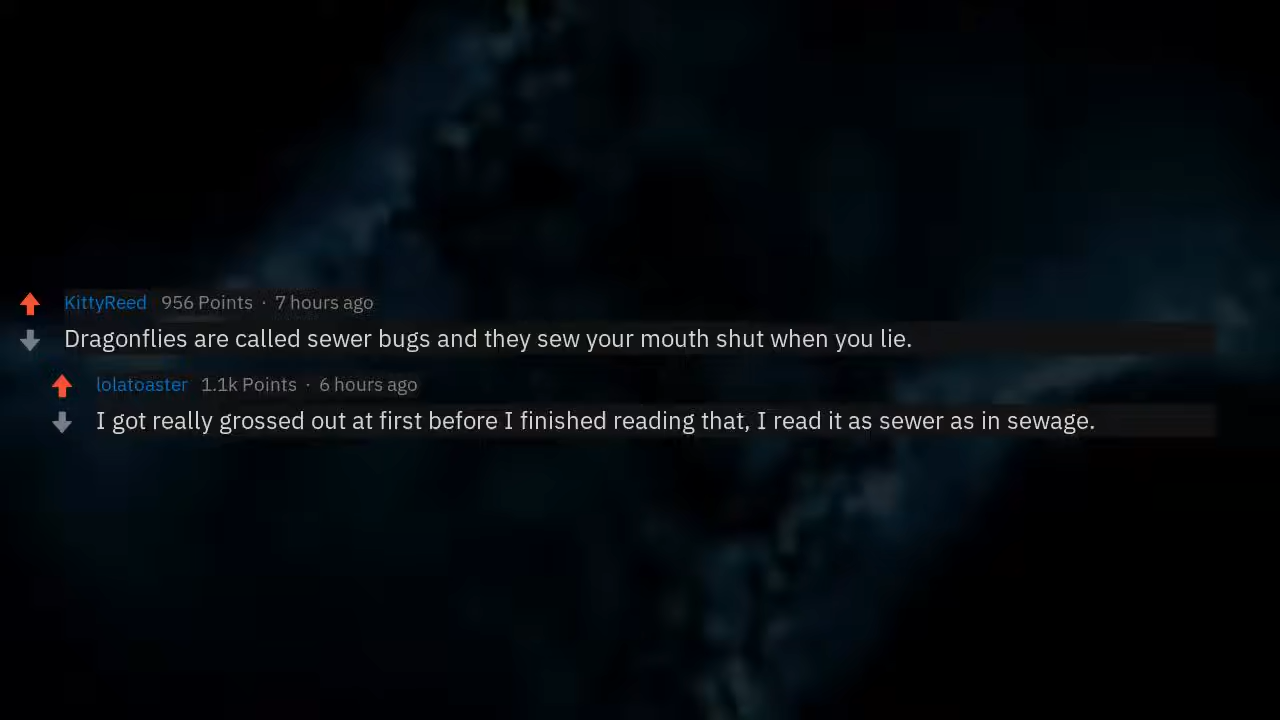 KittyReed 956 Points · 7 hours ago
Dragonflies are called sewer bugs and they sew your mouth shut when you lie.
lolatoaster 1.1k Points · 6 hours ago
I got really grossed out at first before I finished reading that, I read it as sewer as in sewage.